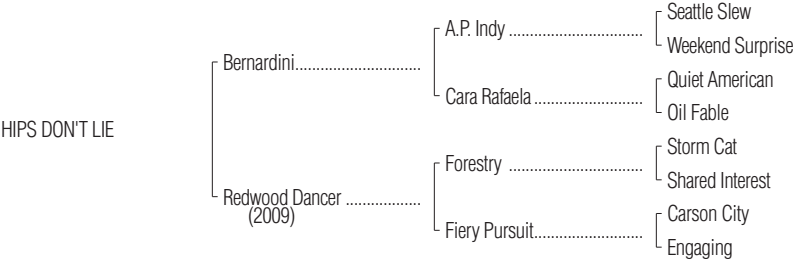 Seattle Slew
A.P. Indy ................................
Weekend Surprise
Bernardini..............................
Quiet American
Cara Rafaela ..........................
Oil Fable
HIPS DON'T LIE
Storm Cat
Forestry ................................
Shared Interest
Redwood Dancer ..................
(2009)
Carson City
Fiery Pursuit..........................
Engaging